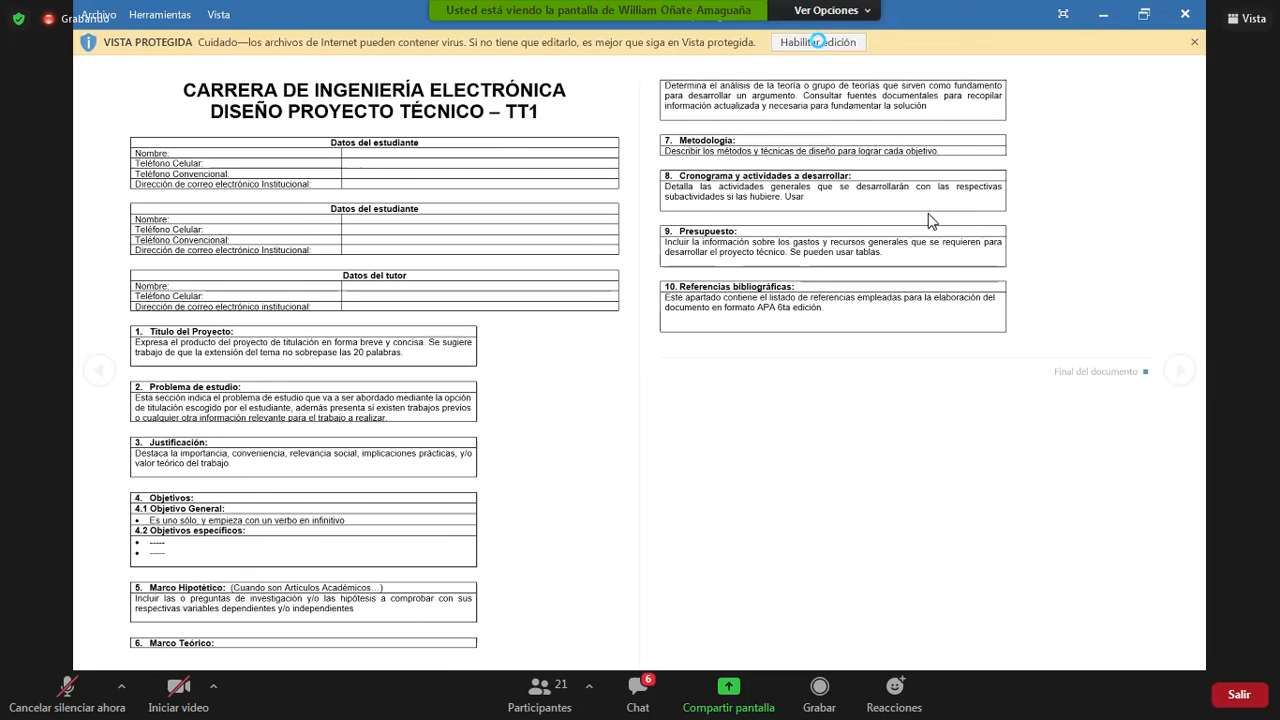 Grabando
Archivo
Herramientas
Vista
Usted está viendo la pantalla de William Oñate Amaguaña
Ver Opciones
Vista
VISTA PROTEGIDA Cuidado—los archivos de Internet pueden contener virus. Si no tiene que editarlo, es mejor que siga en Vista protegida.
Habilitar edición
CARRERA DE INGENIERÍA ELECTRÓNICA
DISEÑO PROYECTO TÉCNICO – TT1
Datos del estudiante
Nombre:
Teléfono Celular:
Teléfono Convencional:
Dirección de correo electrónico Institucional:
Datos del estudiante
Nombre:
Teléfono Celular:
Teléfono Convencional:
Dirección de correo electrónico Institucional:
Datos del tutor
Nombre:
Teléfono Celular:
Dirección de correo electrónico institucional:
1. Titulo del Proyecto:
Expresa el producto del proyecto de titulación en forma breve y concisa. Se sugiere
trabajo de que la extensión del tema no sobrepase las 20 palabras.
2. Problema de estudio:
Esta sección indica el problema de estudio que va a ser abordado mediante la opción
de titulación escogido por el estudiante, además presenta si existen trabajos previos
o cualquier otra información relevante para el trabajo a realizar.
3. Justificación:
Destaca la importancia, conveniencia, relevancia social, implicaciones prácticas, y/o
valor teórico del trabajo.
4. Objetivos:
4.1 Objetivo General:
• Es uno sólo, y empieza con un verbo en infinitivo
4.2 Objetivos específicos:
• -----
• -----
5. Marco Hipotético: (Cuando son Artículos Académicos...)
Incluir las o preguntas de investigación y/o las hipótesis a comprobar con sus
respectivas variables dependientes y/o independientes
6. Marco Teórico:
Determina el análisis de la teoría o grupo de teorías que sirven como fundamento
para desarrollar un argumento. Consultar fuentes documentales para recopilar
información actualizada y necesaria para fundamentar la solución
7. Metodología:
Describir los métodos y técnicas de diseño para lograr cada objetivo.
8. Cronograma y actividades a desarrollar:
Detalla las actividades generales que se desarrollarán con las respectivas
subactividades si las hubiere. Usar
9. Presupuesto:
Incluir la información sobre los gastos y recursos generales que se requieren para
desarrollar el proyecto técnico. Se pueden usar tablas.
10. Referencias bibliográficas:
Este apartado contiene el listado de referencias empleadas para la elaboración del
documento en formato APA 6ta edición.
Final del documento
Cancelar silenciar ahora
Iniciar video
21
Participantes
6
Chat
Compartir pantalla
Grabar
Reacciones
Salir